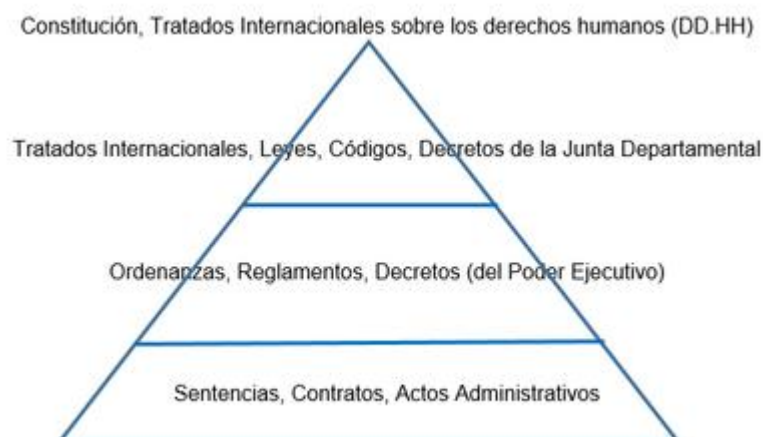 Constitución, Tratados Internacionales sobre los derechos humanos (DD.HH)
Tratados Internacionales, Leyes, Códigos, Decretos de la Junta Departamental
Ordenanzas, Reglamentos, Decretos (del Poder Ejecutivo)
Sentencias, Contratos, Actos Administrativos